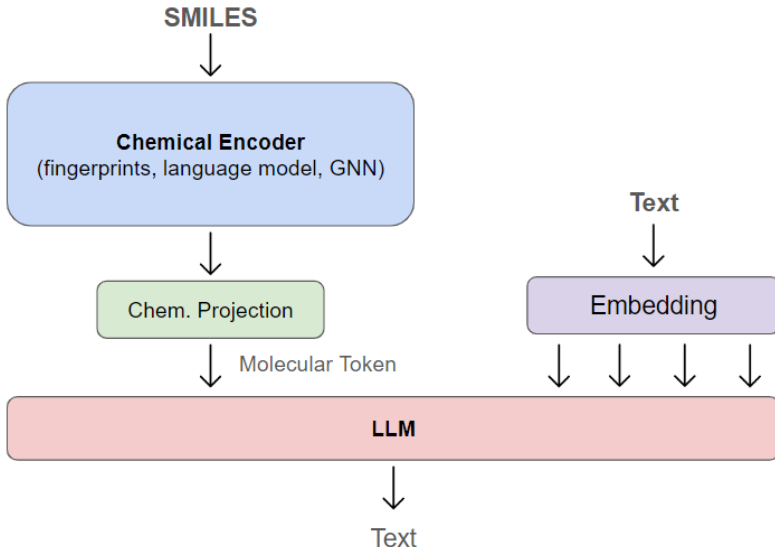 SMILES
Chemical Encoder
(fingerprints, language model, GNN)
Text
Chem. Projection
Embedding
Molecular Token
LLM
Text